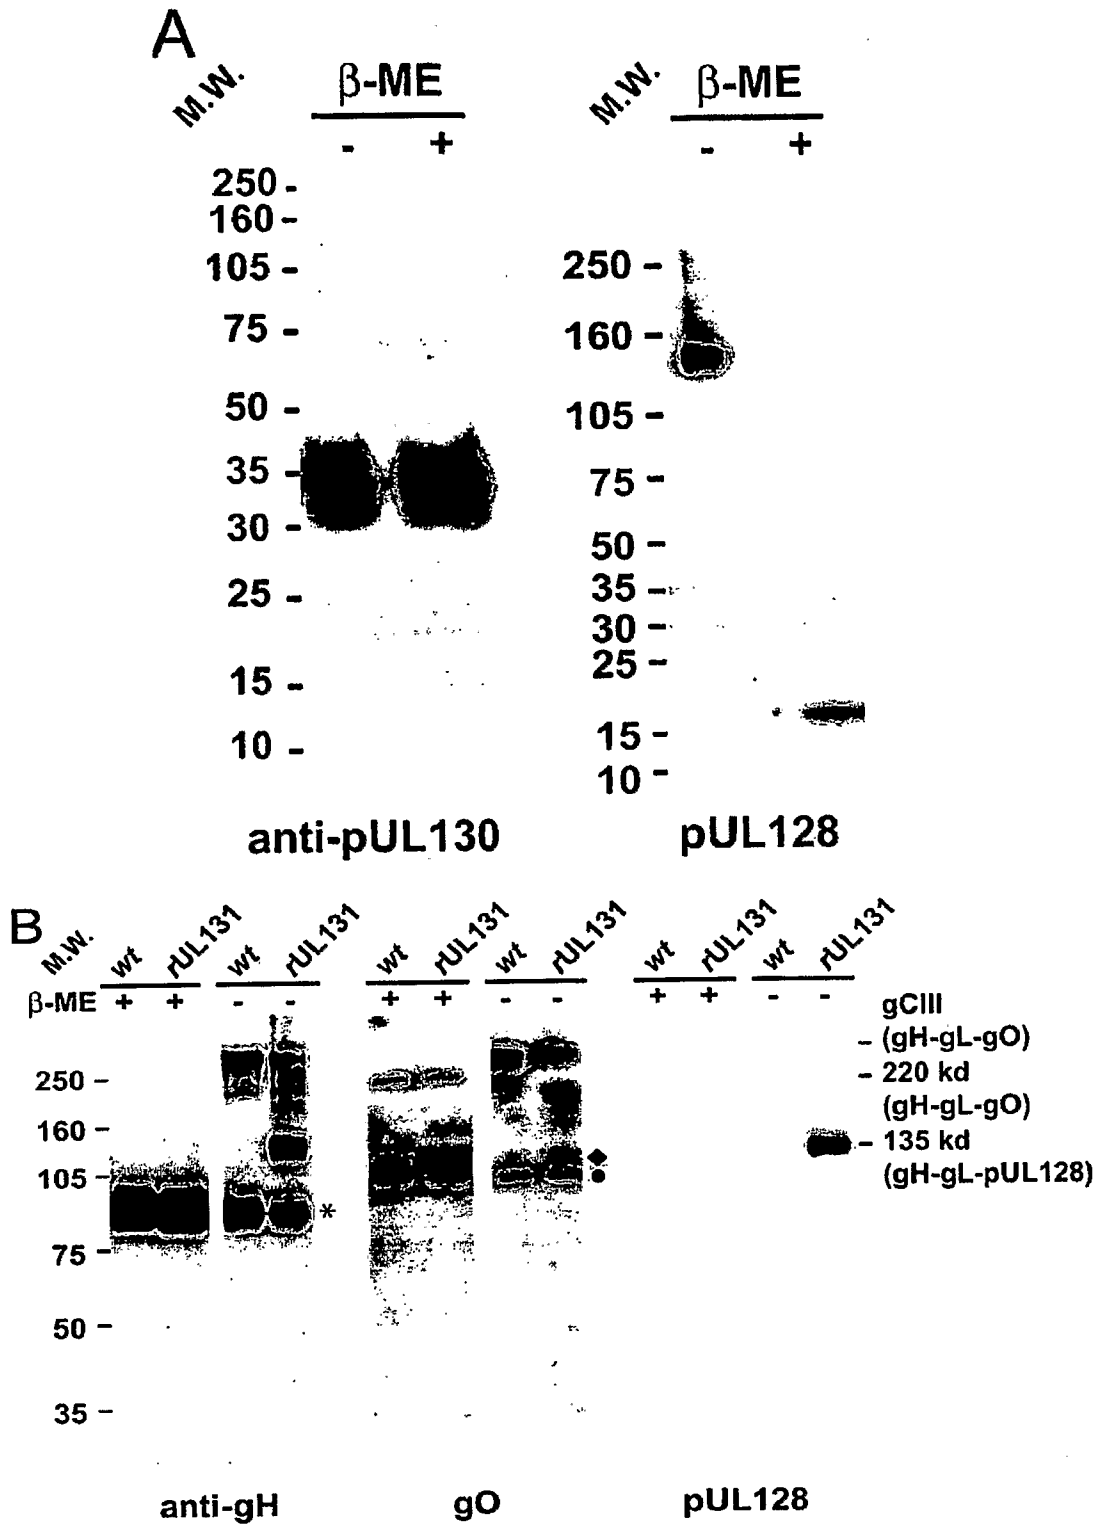 A
M.W.
β-ME
- +
250 -
160 -
105 -
75 -
50 -
35 -
30 -
25 -
15 -
10 -
anti-pUL130
M.W.
β-ME
- +
250 -
160 -
105 -
75 -
50 -
35 -
30 -
25 -
15 -
10 -
pUL128
B
M.W. wt rUL131 wt rUL131 wt rUL131 wt rUL131 wt rUL131 wt rUL131
β-ME + + - - + + - - + + - -
250 -
160 -
105 -
75 -
50 -
35 -
*
◆
●
gCIII
- (gH-gL-gO)
- 220 kd
(gH-gL-gO)
- 135 kd
(gH-gL-pUL128)
anti-gH gO pUL128